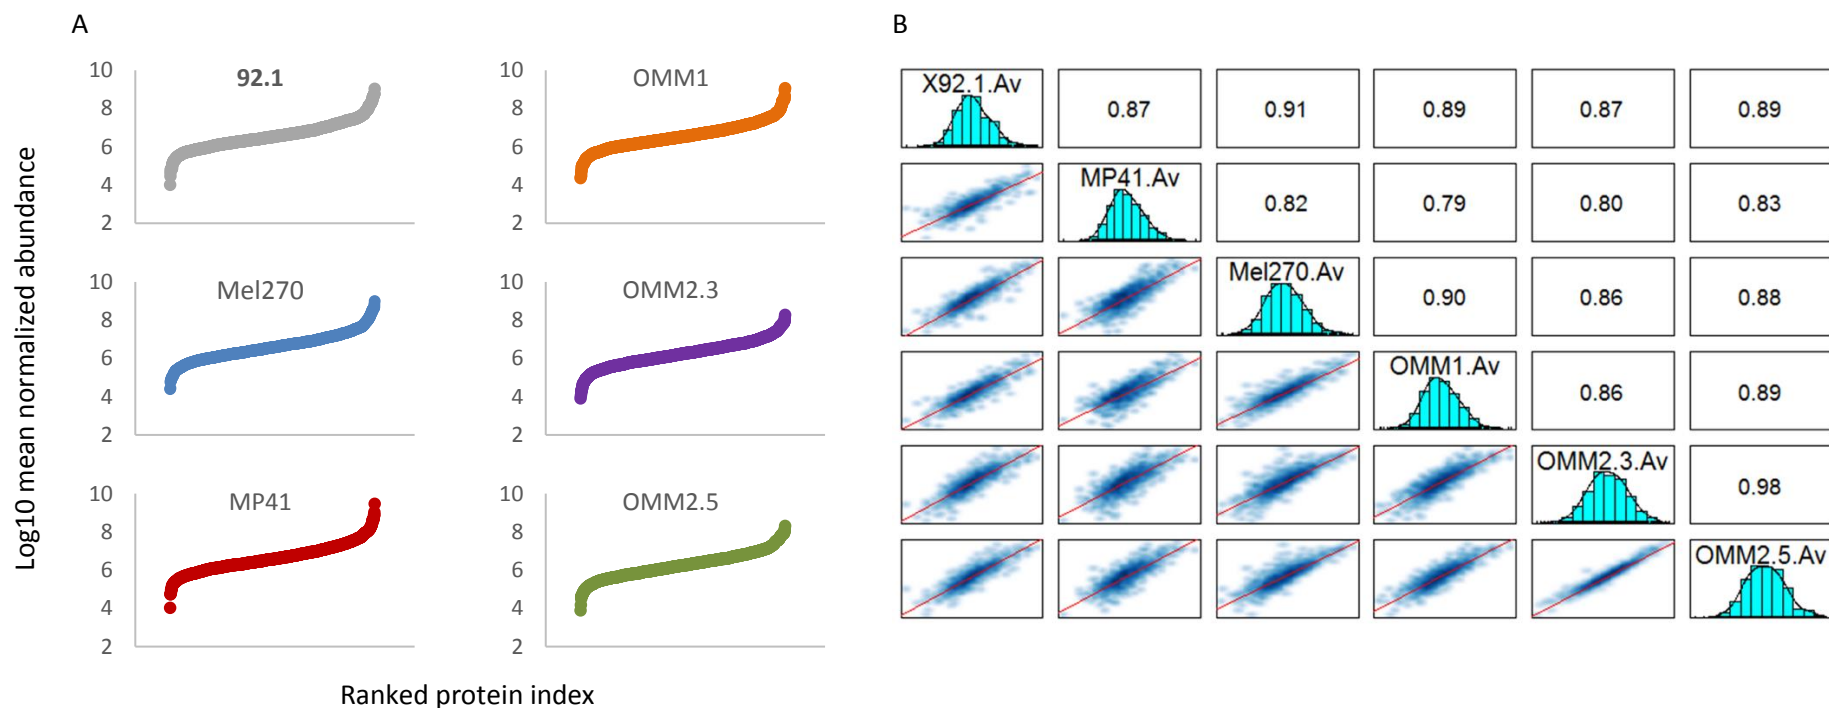 A
B
Log10 mean normalized abundance
92.1
10
8
6
4
2
OMM1
10
8
6
4
2
Mel270
10
8
6
4
2
OMM2.3
10
8
6
4
2
MP41
10
8
6
4
2
OMM2.5
10
8
6
4
2
Ranked protein index
X92.1.Av 0.87 0.91 0.89 0.87 0.89
MP41.Av 0.82 0.79 0.80 0.83
Mel270.Av 0.90 0.86 0.88
OMM1.Av 0.86 0.89
OMM2.3.Av 0.98
OMM2.5.Av